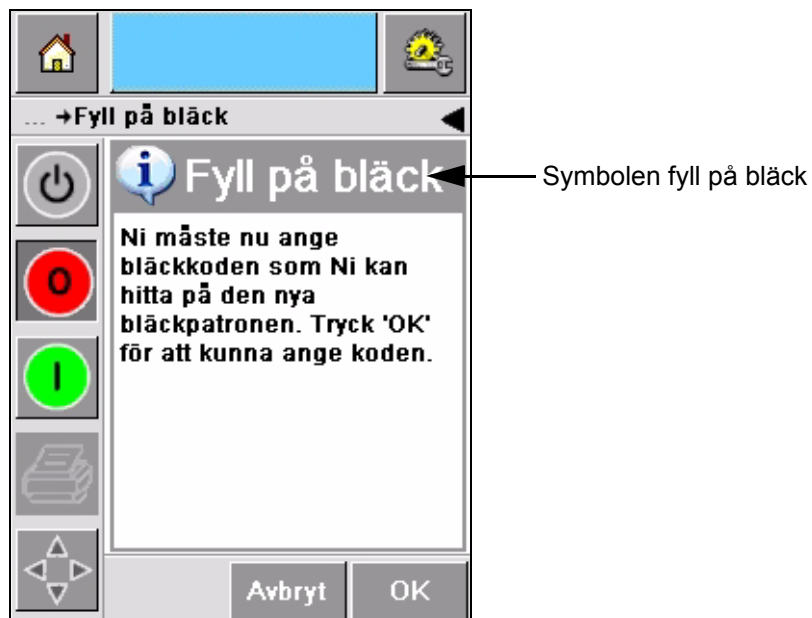 ... →Fyll på bläck
Fyll på bläck
Symbolen fyll på bläck
Ni måste nu ange
bläckkoden som Ni kan
hitta på den nya
bläckpatronen. Tryck 'OK'
för att kunna ange koden.
Avbryt
OK